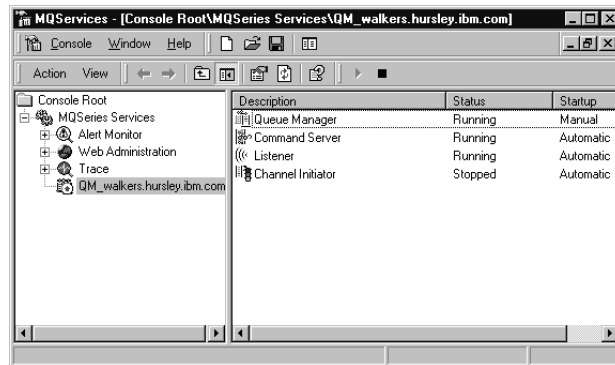 MQServices - [Console Root\MQSeries Services\QM_walkers.hursley.ibm.com]
Console Window Help
Action View
Console Root
MQSeries Services
Alert Monitor
Web Administration
Trace
QM_walkers.hursley.ibm.com
Description Status Startup
Queue Manager Running Manual
Command Server Running Automatic
Listener Running Automatic
Channel Initiator Stopped Automatic